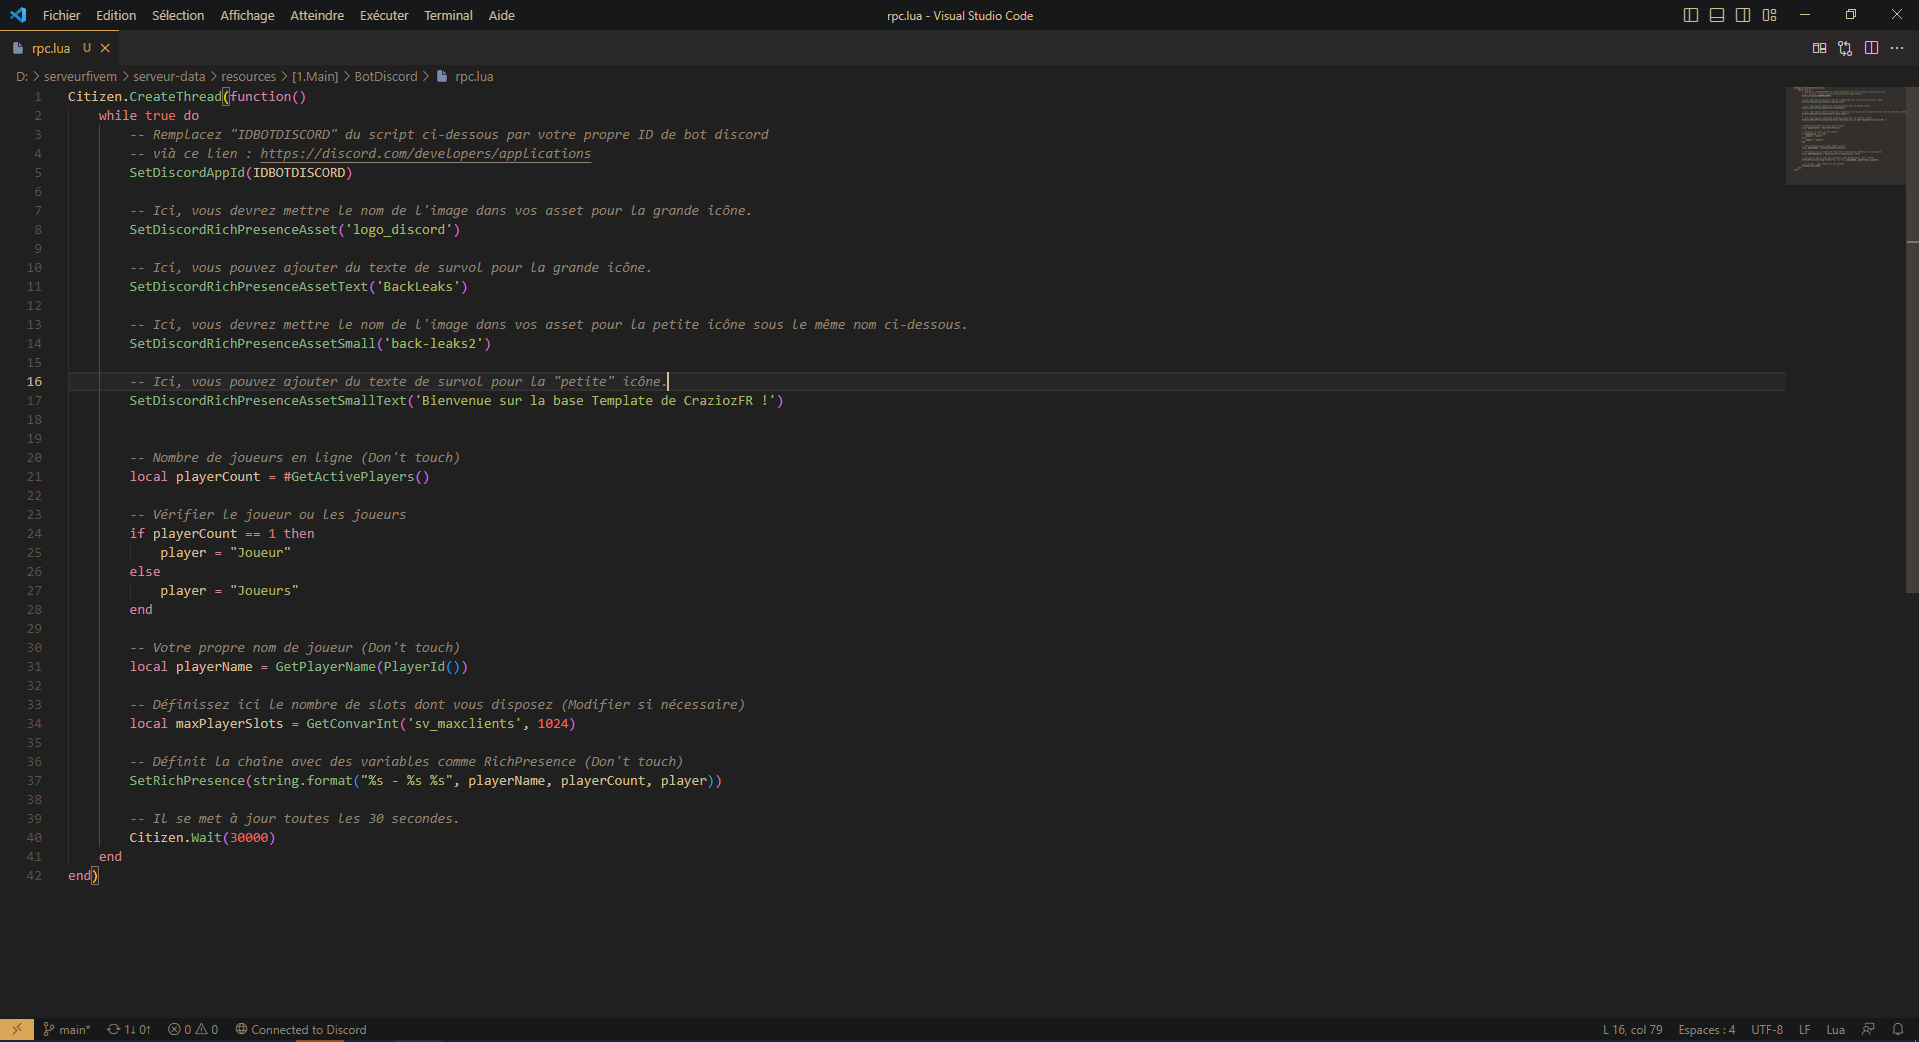 Fichier Edition Sélection Affichage Atteindre Exécuter Terminal Aide
rpc.lua - Visual Studio Code
rpc.lua U
D: > serveurfivem > serveur-data > resources > [1.Main] > BotDiscord > rpc.lua
1 Citizen.CreateThread(function()
2 while true do
3 -- Remplacez "IDBOTDISCORD" du script ci-dessous par votre propre ID de bot discord
4 -- vià ce lien : https://discord.com/developers/applications
5 SetDiscordAppId(IDBOTDISCORD)
6
7 -- Ici, vous devrez mettre le nom de l'image dans vos asset pour la grande icône.
8 SetDiscordRichPresenceAsset('logo_discord')
9
10 -- Ici, vous pouvez ajouter du texte de survol pour la grande icône.
11 SetDiscordRichPresenceAssetText('BackLeaks')
12
13 -- Ici, vous devrez mettre le nom de l'image dans vos asset pour la petite icône sous le même nom ci-dessous.
14 SetDiscordRichPresenceAssetSmall('back-leaks2')
15
16 -- Ici, vous pouvez ajouter du texte de survol pour la "petite" icône.
17 SetDiscordRichPresenceAssetSmallText('Bienvenue sur la base Template de CraziozFR !')
18
19
20 -- Nombre de joueurs en ligne (Don't touch)
21 local playerCount = #GetActivePlayers()
22
23 -- Vérifier le joueur ou les joueurs
24 if playerCount == 1 then
25 player = "Joueur"
26 else
27 player = "Joueurs"
28 end
29
30 -- Votre propre nom de joueur (Don't touch)
31 local playerName = GetPlayerName(PlayerId())
32
33 -- Définissez ici le nombre de slots dont vous disposez (Modifier si nécessaire)
34 local maxPlayerSlots = GetConvarInt('sv_maxclients', 1024)
35
36 -- Définit la chaîne avec des variables comme RichPresence (Don't touch)
37 SetRichPresence(string.format("%s - %s %s", playerName, playerCount, player))
38
39 -- Il se met à jour toutes les 30 secondes.
40 Citizen.Wait(30000)
41 end
42 end)
main* 1↓ 0↑ 0 0 Connected to Discord
L 16, col 79 Espaces : 4 UTF-8 LF Lua